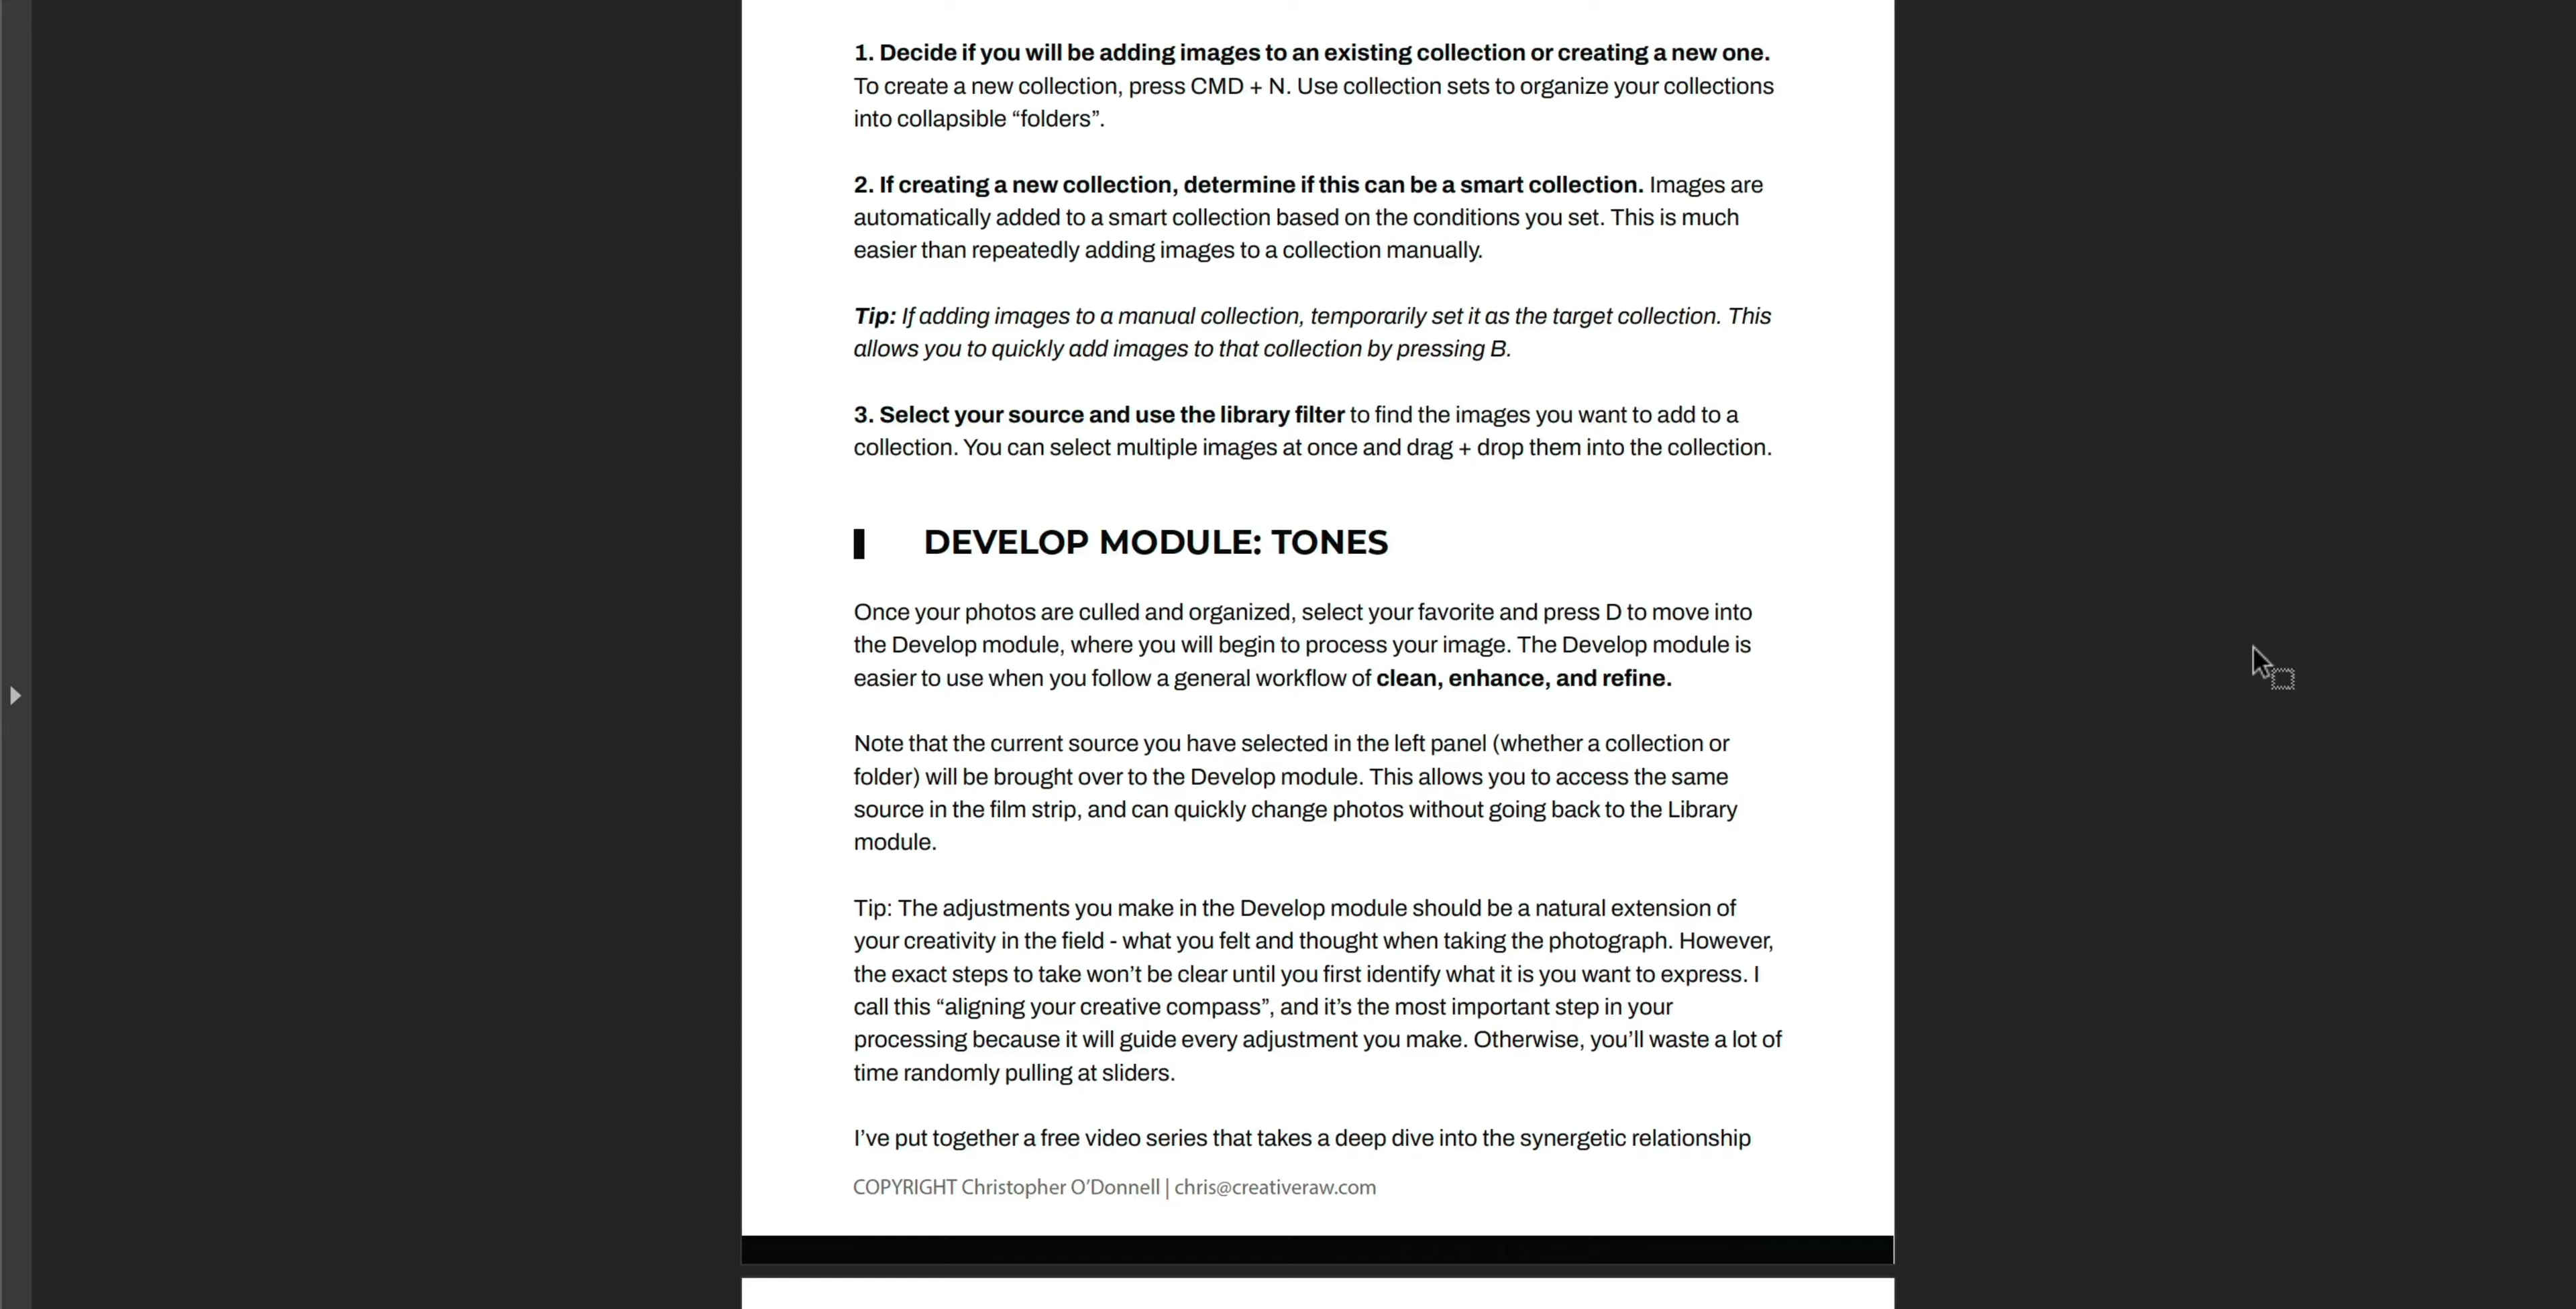 1. Decide if you will be adding images to an existing collection or creating a new one.
To create a new collection, press CMD + N. Use collection sets to organize your collections
into collapsible “folders”.
2. If creating a new collection, determine if this can be a smart collection. Images are
automatically added to a smart collection based on the conditions you set. This is much
easier than repeatedly adding images to a collection manually.
Tip: If adding images to a manual collection, temporarily set it as the target collection. This
allows you to quickly add images to that collection by pressing B.
3. Select your source and use the library filter to find the images you want to add to a
collection. You can select multiple images at once and drag + drop them into the collection.
DEVELOP MODULE: TONES
Once your photos are culled and organized, select your favorite and press D to move into
the Develop module, where you will begin to process your image. The Develop module is
easier to use when you follow a general workflow of clean, enhance, and refine.
Note that the current source you have selected in the left panel (whether a collection or
folder) will be brought over to the Develop module. This allows you to access the same
source in the film strip, and can quickly change photos without going back to the Library
module.
Tip: The adjustments you make in the Develop module should be a natural extension of
your creativity in the field - what you felt and thought when taking the photograph. However,
the exact steps to take won’t be clear until you first identify what it is you want to express. I
call this “aligning your creative compass”, and it’s the most important step in your
processing because it will guide every adjustment you make. Otherwise, you’ll waste a lot of
time randomly pulling at sliders.
I’ve put together a free video series that takes a deep dive into the synergetic relationship
COPYRIGHT Christopher O’Donnell | chris@creativeraw.com